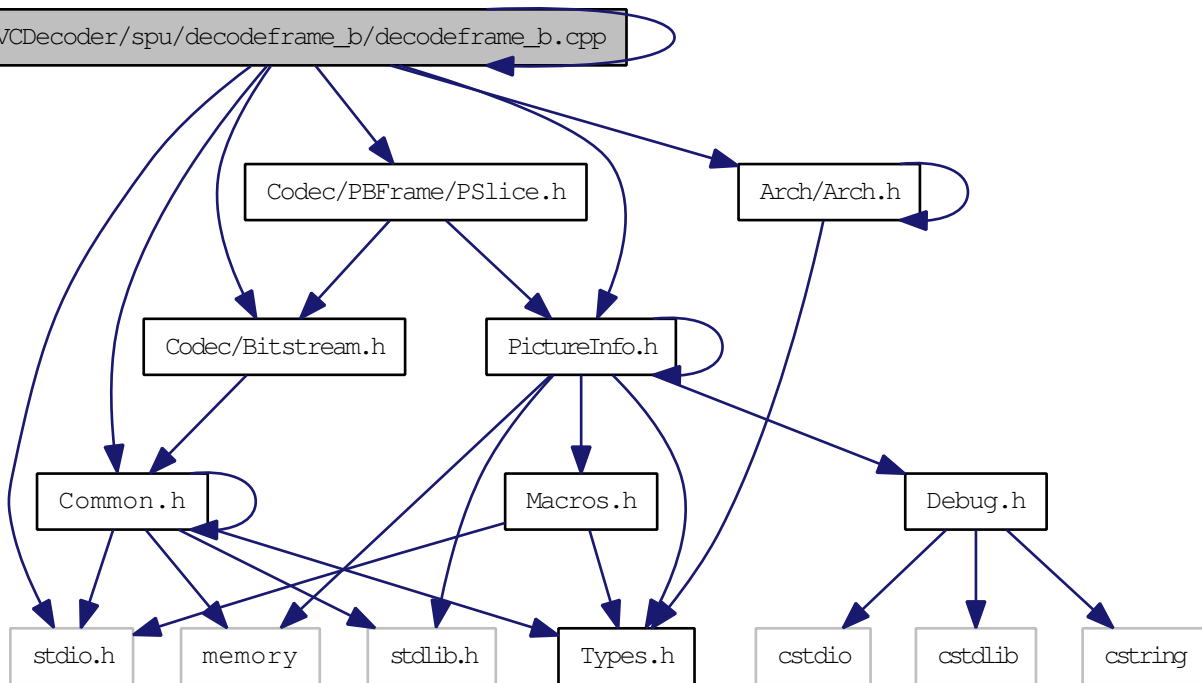 VCDecoder/spu/decodeframe_b/decodeframe_b.cpp
Codec/PBFrame/PSlice.h
Arch/Arch.h
Codec/Bitstream.h
PictureInfo.h
Common.h
Macros.h
Debug.h
stdio.h
memory
stdlib.h
Types.h
cstdio
cstdlib
cstring